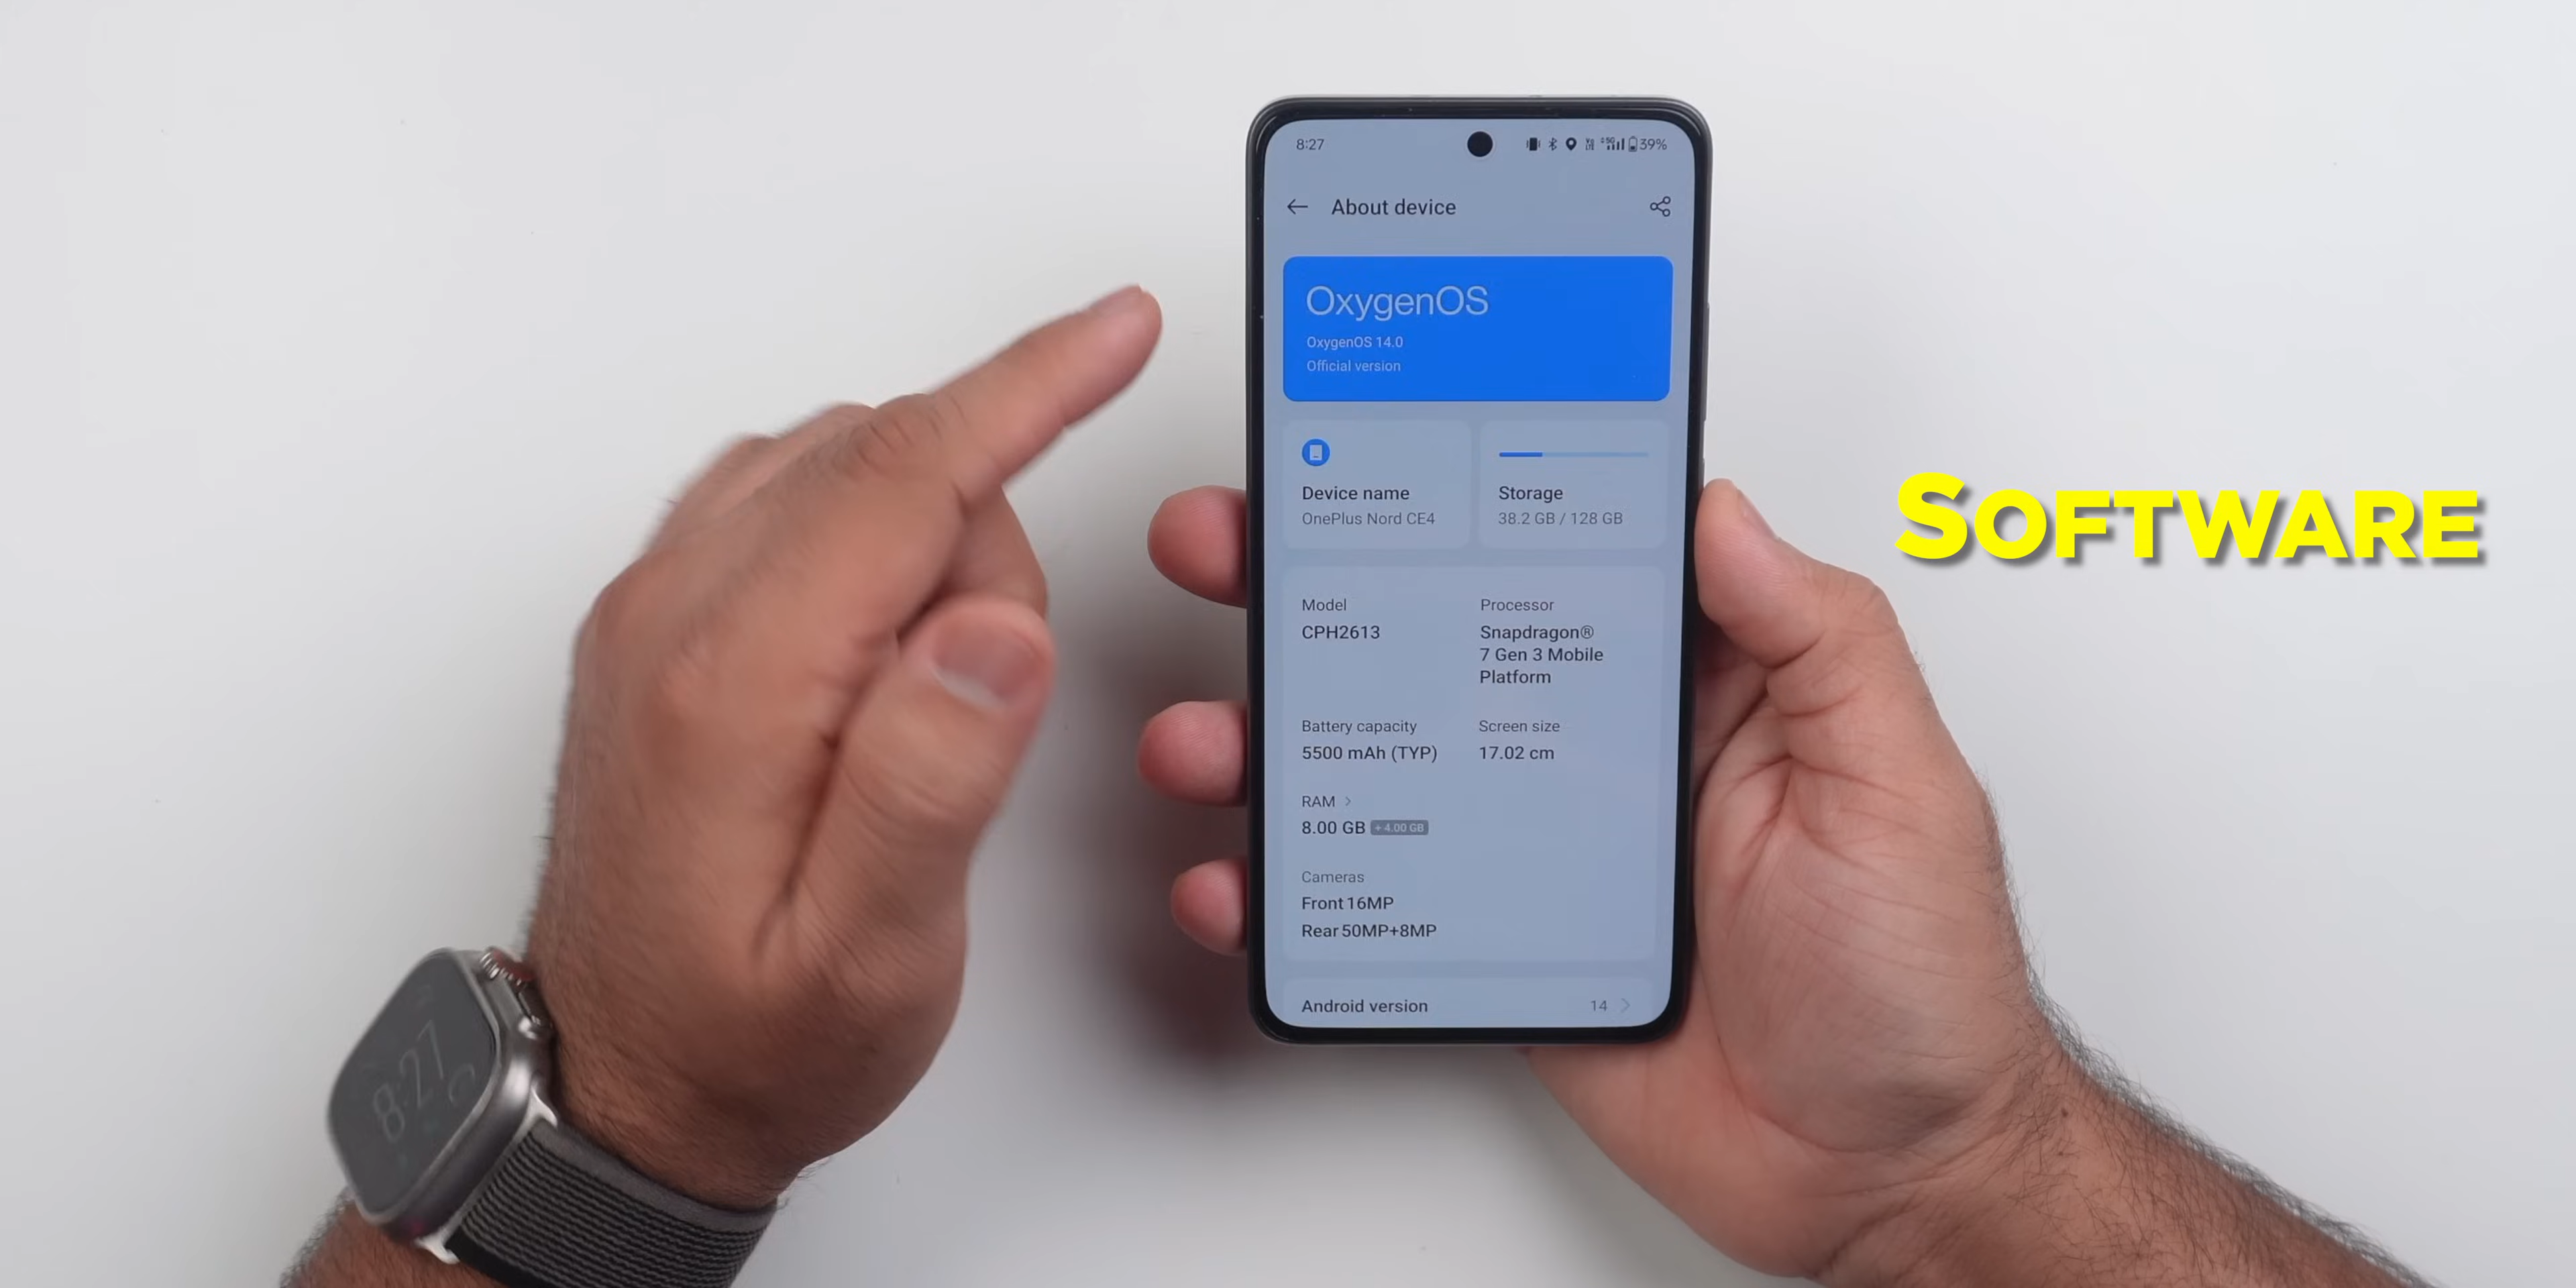 8:27
39%
About device
OxygenOS
OxygenOS 14.0
Official version
Device name
OnePlus Nord CE4
Storage
38.2 GB / 128 GB
Model
CPH2613
Processor
Snapdragon®
7 Gen 3 Mobile
Platform
Battery capacity
5500 mAh (TYP)
Screen size
17.02 cm
RAM
8.00 GB + 4.00 GB
Cameras
Front 16MP
Rear 50MP+8MP
Android version 14
SOFTWARE
8:27